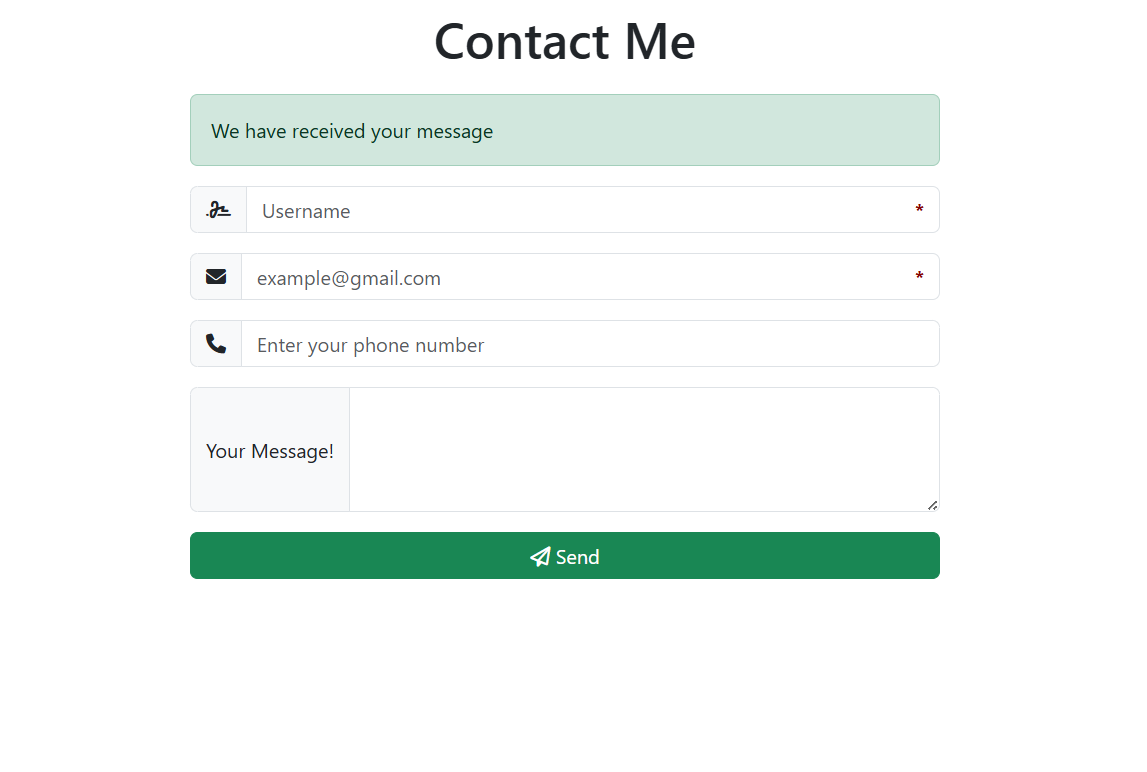 Contact Me
We have received your message
Username *
example@gmail.com *
Enter your phone number
Your Message!
Send